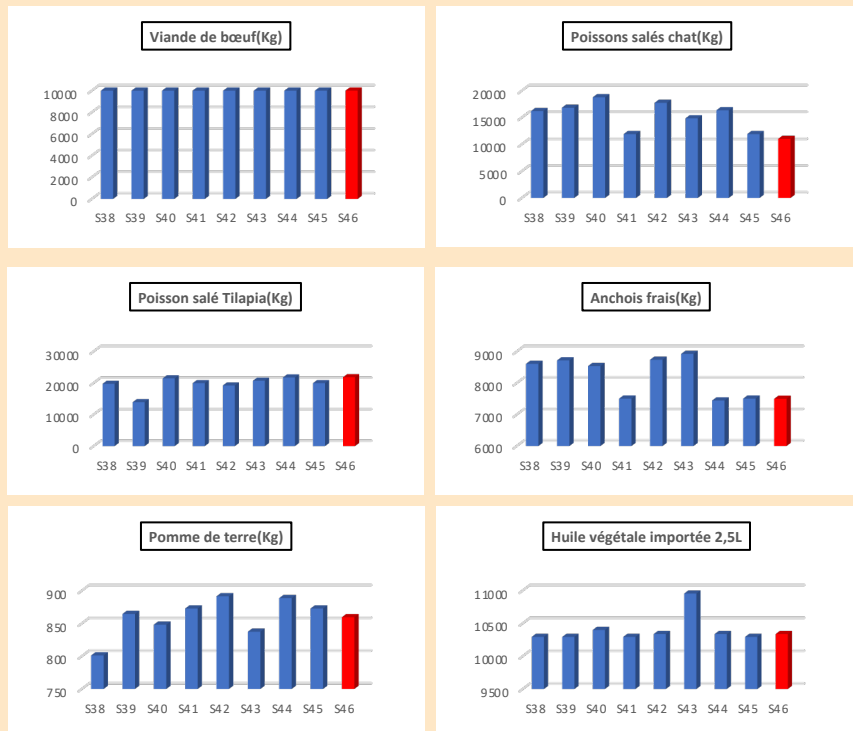 Viande de bœuf(Kg)
10000
8000
6000
4000
2000
0
S38 S39 S40 S41 S42 S43 S44 S45 S46
Poissons salés chat(Kg)
20000
15000
10000
5000
0
S38 S39 S40 S41 S42 S43 S44 S45 S46
Poisson salé Tilapia(Kg)
30000
20000
10000
0
S38 S39 S40 S41 S42 S43 S44 S45 S46
Anchois frais(Kg)
9000
8000
7000
6000
S38 S39 S40 S41 S42 S43 S44 S45 S46
Pomme de terre(Kg)
900
850
800
750
S38 S39 S40 S41 S42 S43 S44 S45 S46
Huile végétale importée 2,5L
11000
10500
10000
9500
S38 S39 S40 S41 S42 S43 S44 S45 S46